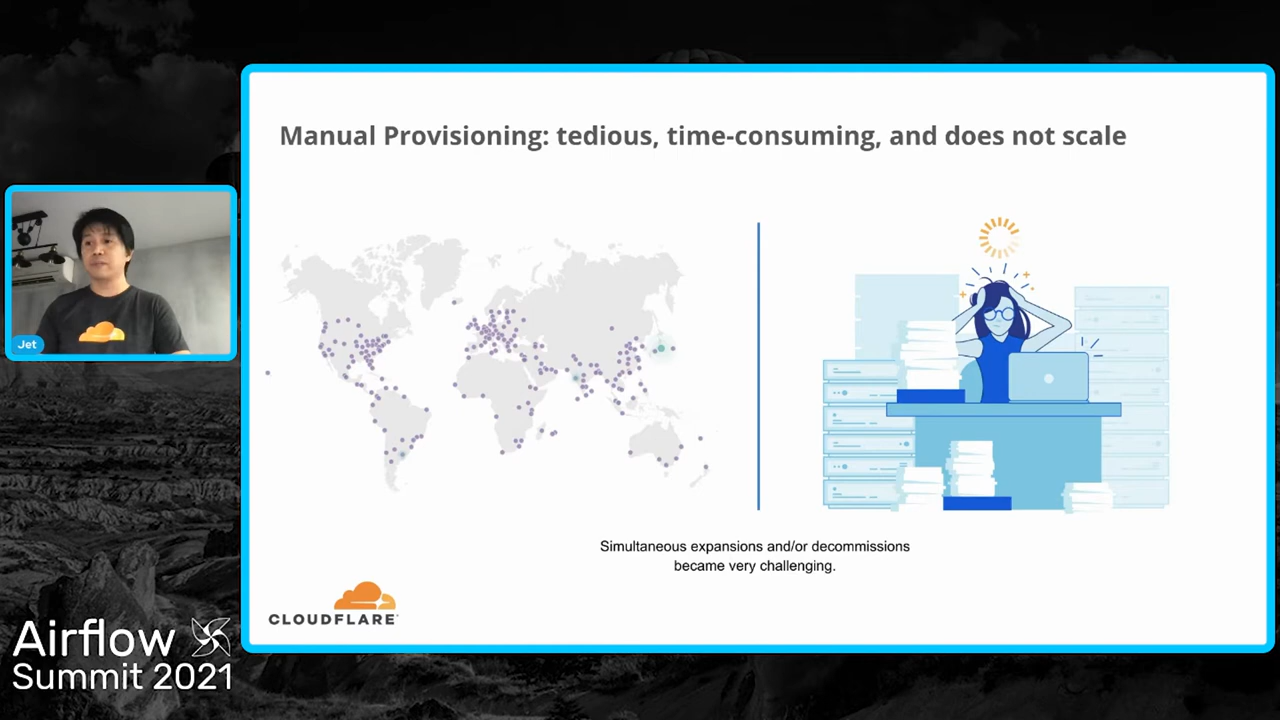 Manual Provisioning: tedious, time-consuming, and does not scale
Jet
Simultaneous expansions and/or decommissions
became very challenging.
CLOUDFLARE
Airflow
Summit 2021